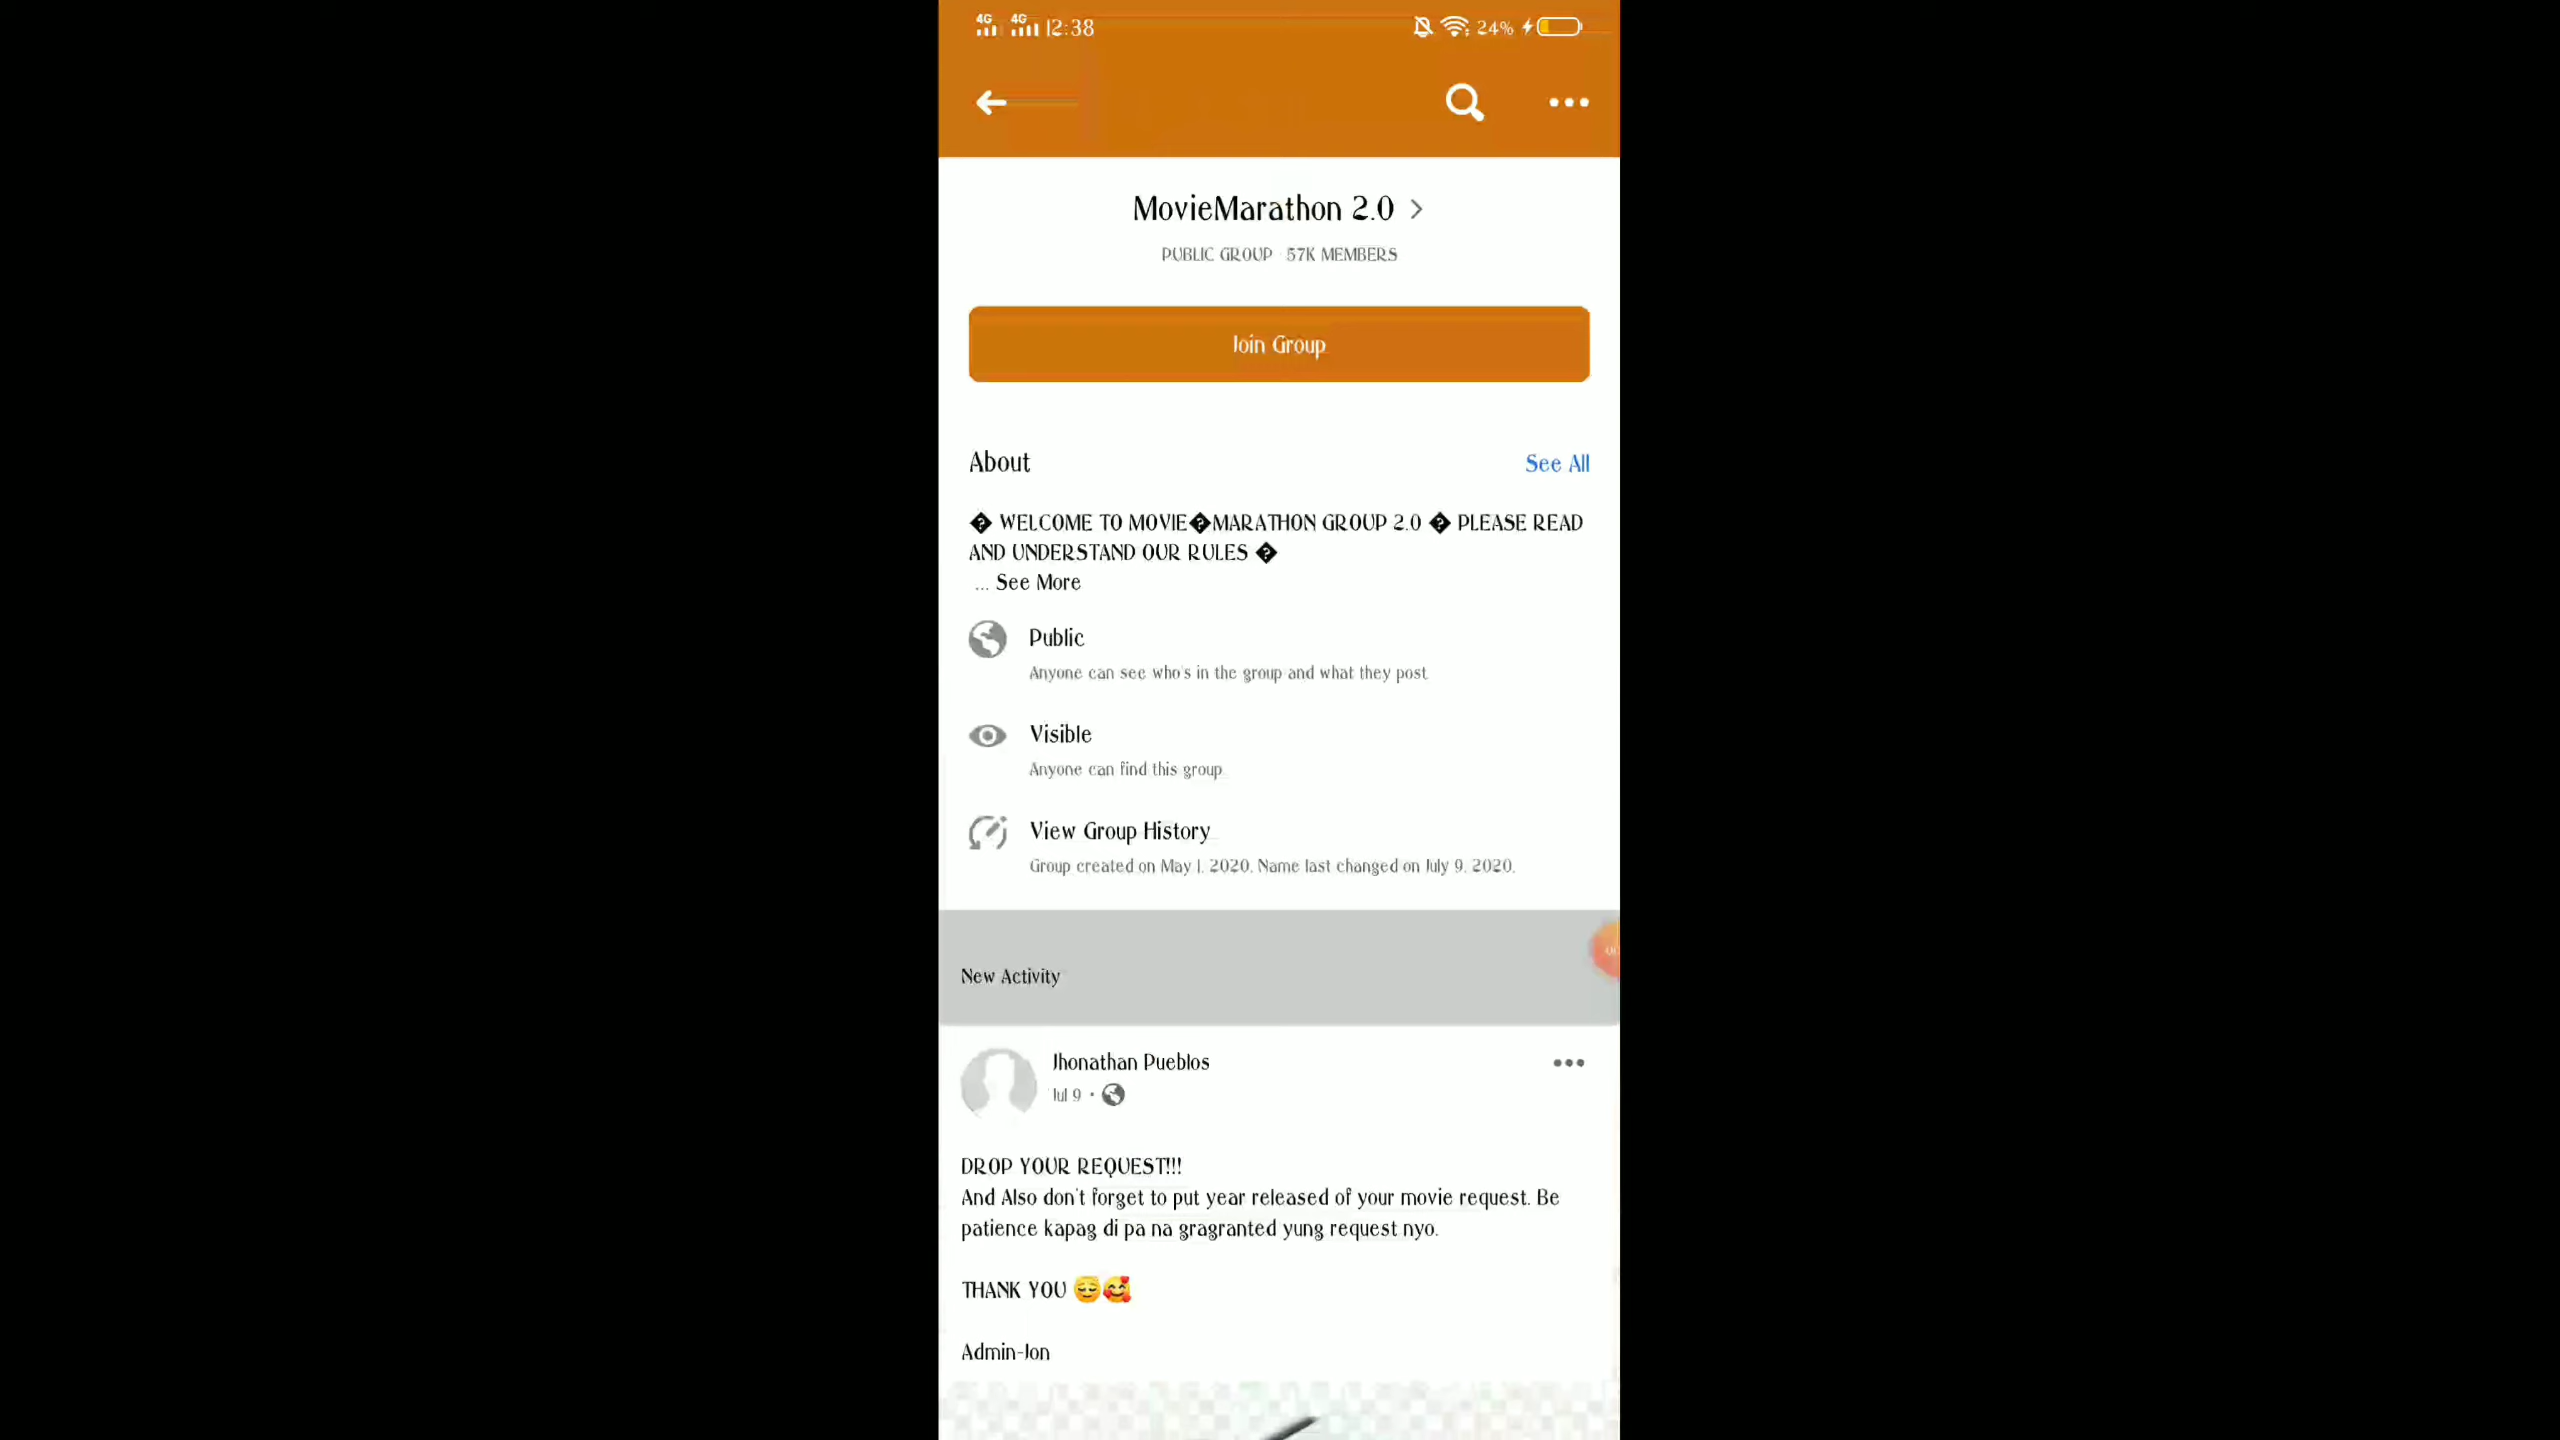 4G 4G 12:38 24%
MovieMarathon 2.0
PUBLIC GROUP · 57K MEMBERS
Join Group
About See All
� WELCOME TO MOVIE�MARATHON GROUP 2.0 � PLEASE READ
AND UNDERSTAND OUR RULES �
... See More
Public
Anyone can see who's in the group and what they post.
Visible
Anyone can find this group.
View Group History
Group created on May 1, 2020. Name last changed on July 9, 2020.
New Activity
Jhonathan Pueblos
Jul 9 ·
DROP YOUR REQUEST!!!
And Also don't forget to put year released of your movie request. Be
patience kapag di pa na gragranted yung request nyo.
THANK YOU 😌🥰
Admin-Jon